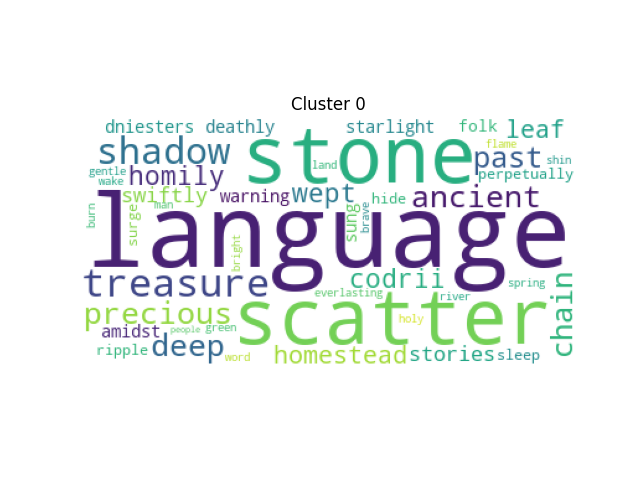 Cluster 0
dniesters deathly starlight folk leaf
flame
shadow stone past shin
land
gentle homily perpetually
wake swiftly warning wept hide ancient
man
burn surge sung brave
language
bright
treasure codrii chain
everlasting river spring
precious scatter holy
amidst people green
ripple deep word homestead stories sleep